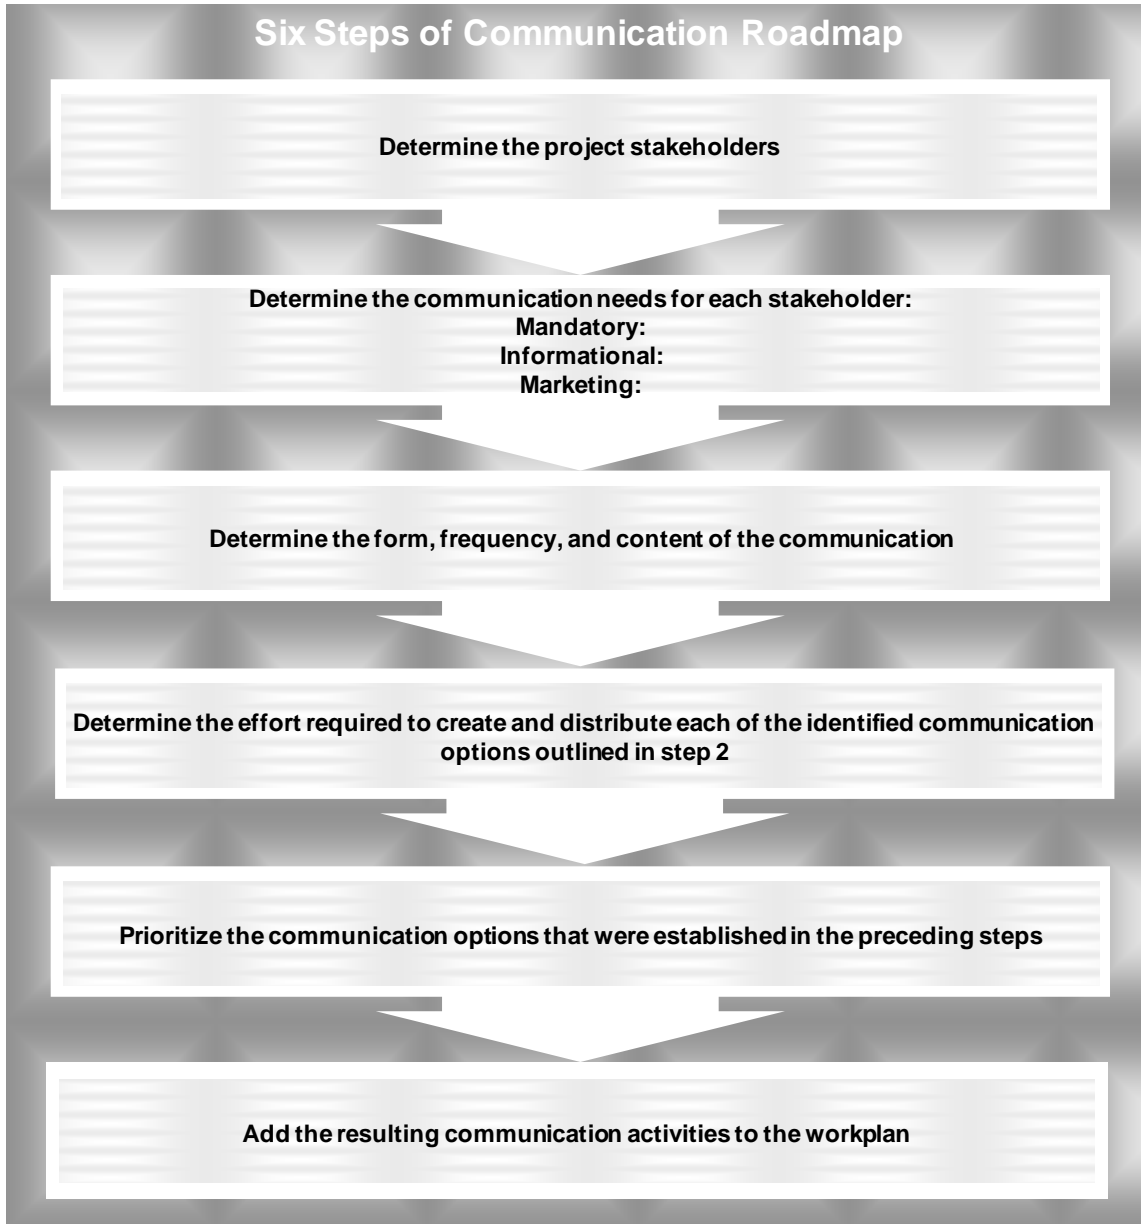 Six Steps of Communication Roadmap
Determine the project stakeholders
Determine the communication needs for each stakeholder:
Mandatory:
Informational:
Marketing:
Determine the form, frequency, and content of the communication
Determine the effort required to create and distribute each of the identified communication
options outlined in step 2
Prioritize the communication options that were established in the preceding steps
Add the resulting communication activities to the workplan